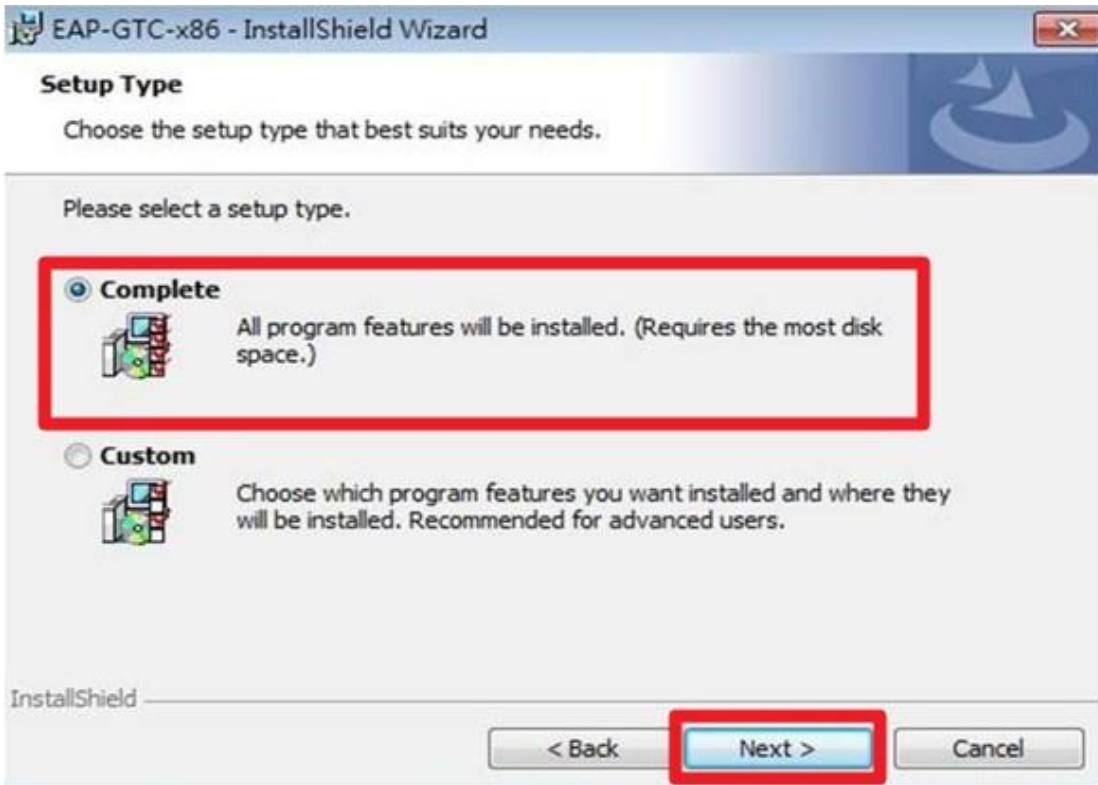 EAP-GTC-x86 - InstallShield Wizard
Setup Type
Choose the setup type that best suits your needs.
Please select a setup type.
Complete
All program features will be installed. (Requires the most disk
space.)
Custom
Choose which program features you want installed and where they
will be installed. Recommended for advanced users.
InstallShield
< Back
Next >
Cancel